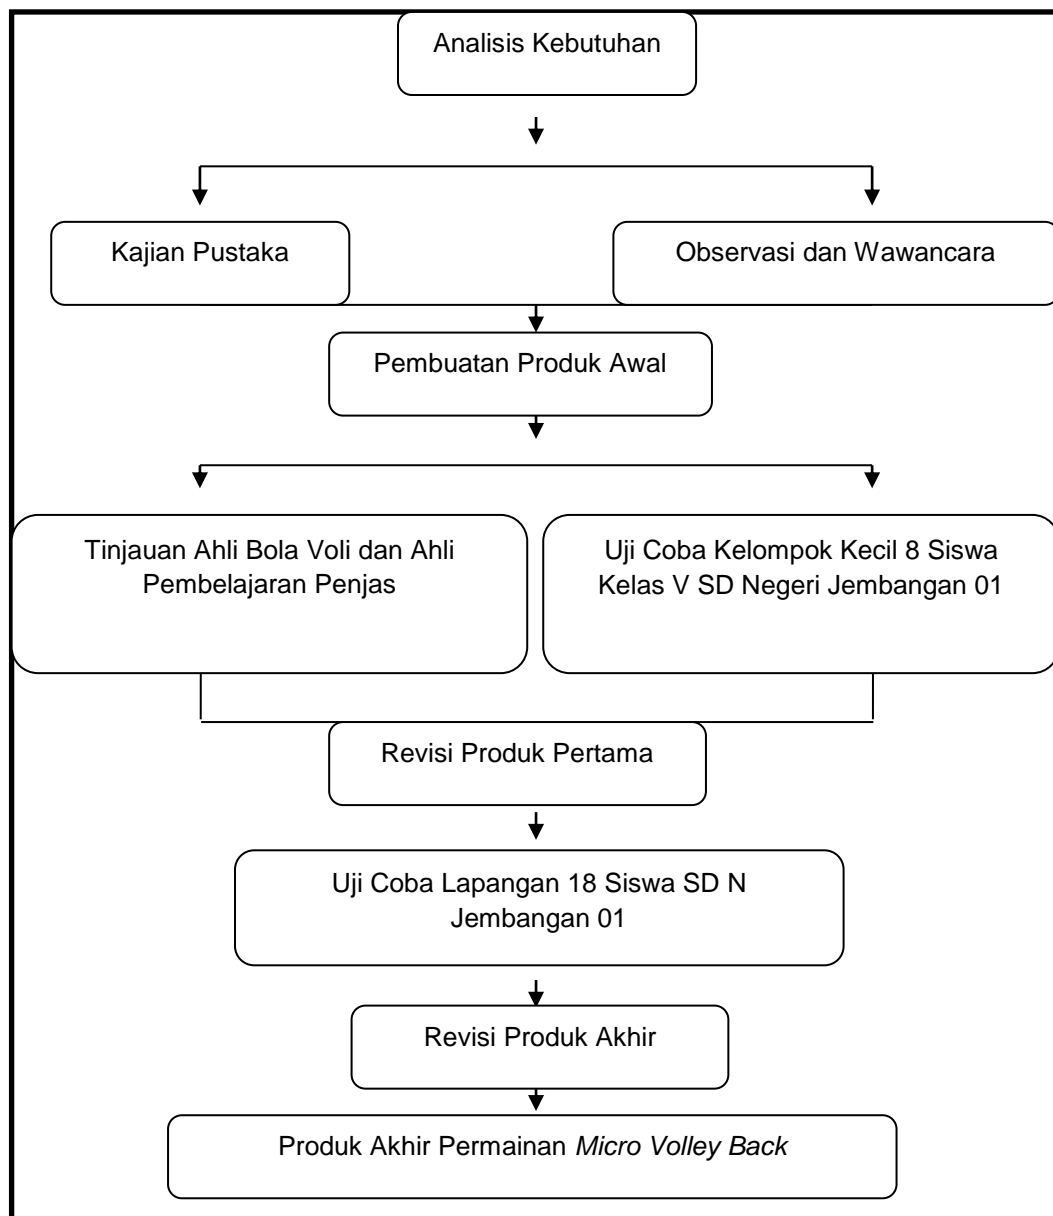 Analisis Kebutuhan
Kajian Pustaka
Observasi dan Wawancara
Pembuatan Produk Awal
Tinjauan Ahli Bola Voli dan Ahli
Pembelajaran Penjas
Uji Coba Kelompok Kecil 8 Siswa
Kelas V SD Negeri Jembangan 01
Revisi Produk Pertama
Uji Coba Lapangan 18 Siswa SD N
Jembangan 01
Revisi Produk Akhir
Produk Akhir Permainan Micro Volley Back